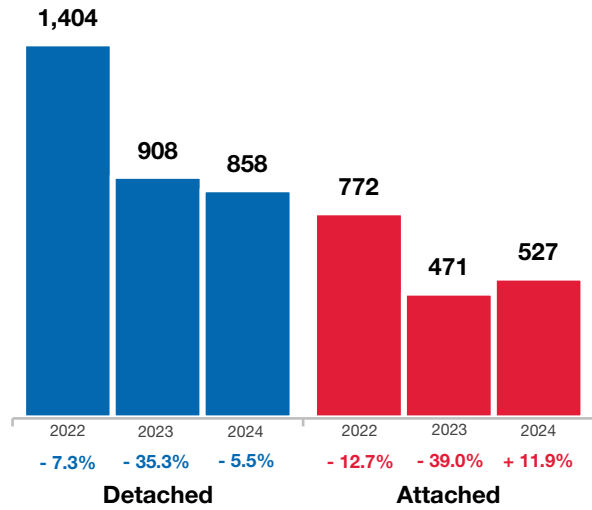 1,404
908
858
772
471
527
2022 2023 2024 2022 2023 2024
- 7.3% - 35.3% - 5.5% - 12.7% - 39.0% + 11.9%
Detached Attached